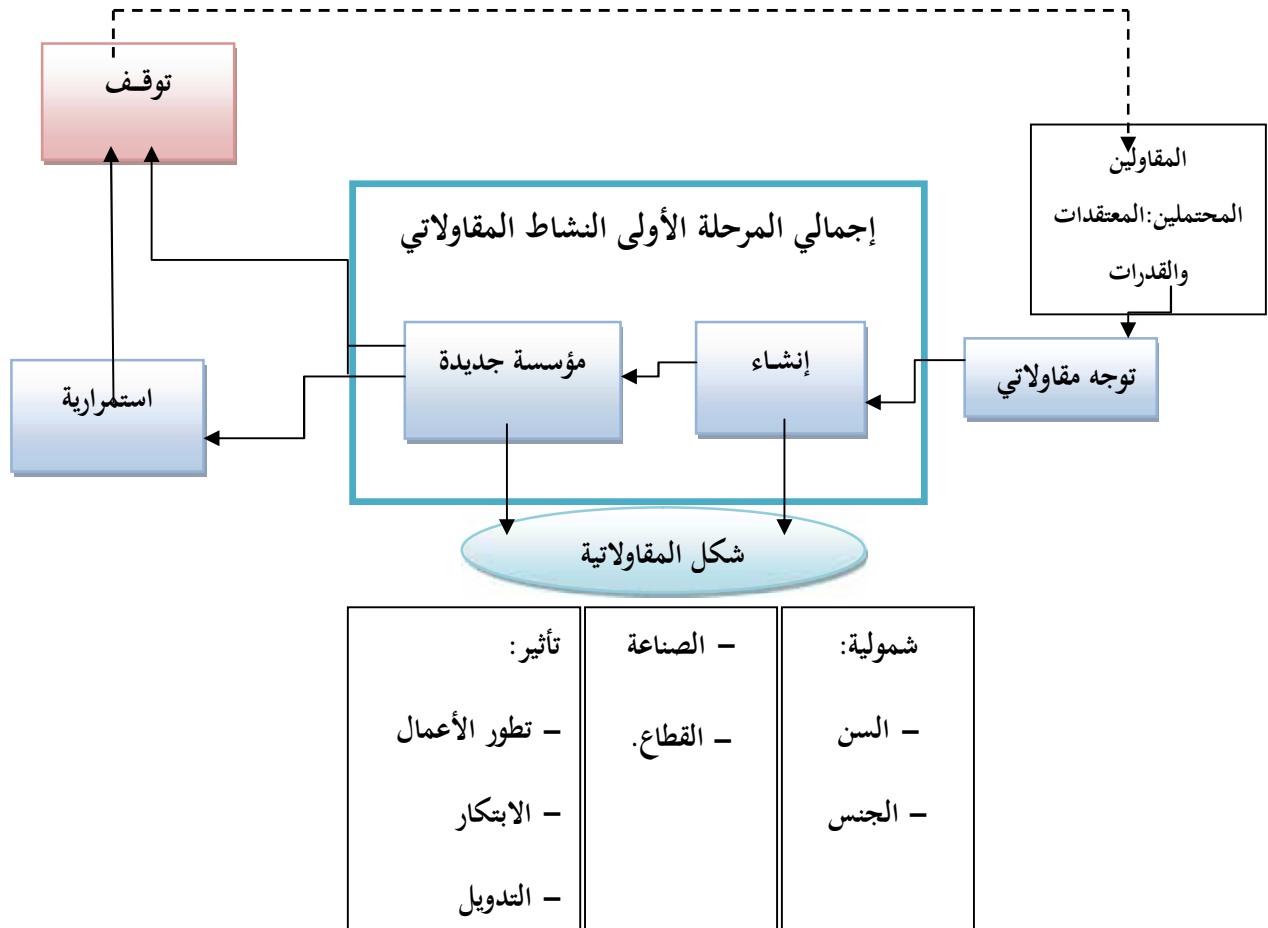 توقـف
المقاولين
المحتملين:المعتقدات
والقدرات
إجمالي المرحلة الأولى النشاط المقاولاتي
توجه مقاولاتي
إنشـاء
مؤسسة جديدة
استمرارية
شكل المقاولاتية
شمولية:
– السن
– الجنس
– الصناعة
– القطاع.
تأثير:
– تطور الأعمال
– الابتكار
– التدويل